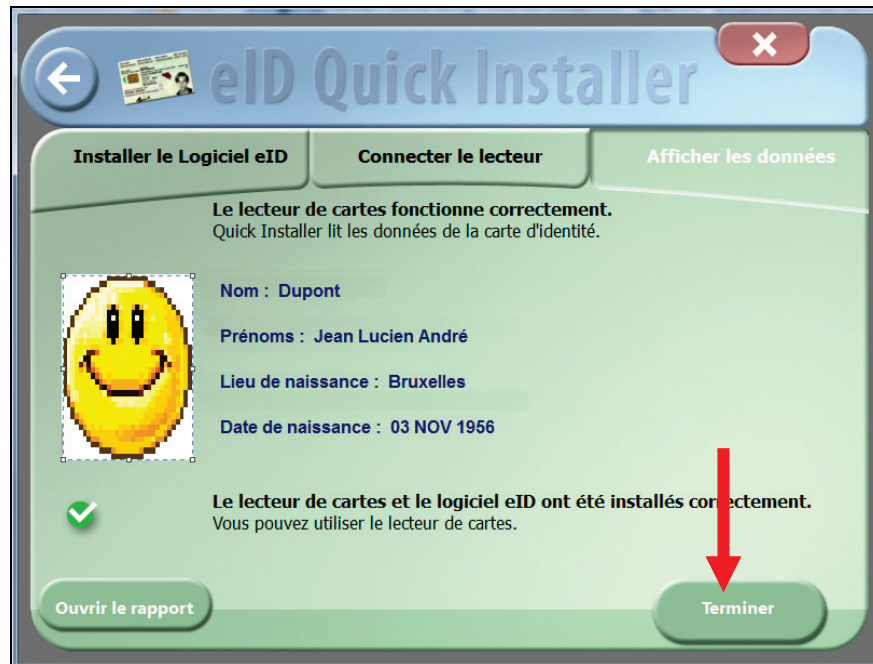 eID Quick Installer
Installer le Logiciel eID
Connecter le lecteur
Afficher les données
Le lecteur de cartes fonctionne correctement.
Quick Installer lit les données de la carte d'identité.
Nom : Dupont
Prénoms : Jean Lucien André
Lieu de naissance : Bruxelles
Date de naissance : 03 NOV 1956
Le lecteur de cartes et le logiciel eID ont été installés correctement.
Vous pouvez utiliser le lecteur de cartes.
Ouvrir le rapport
Terminer